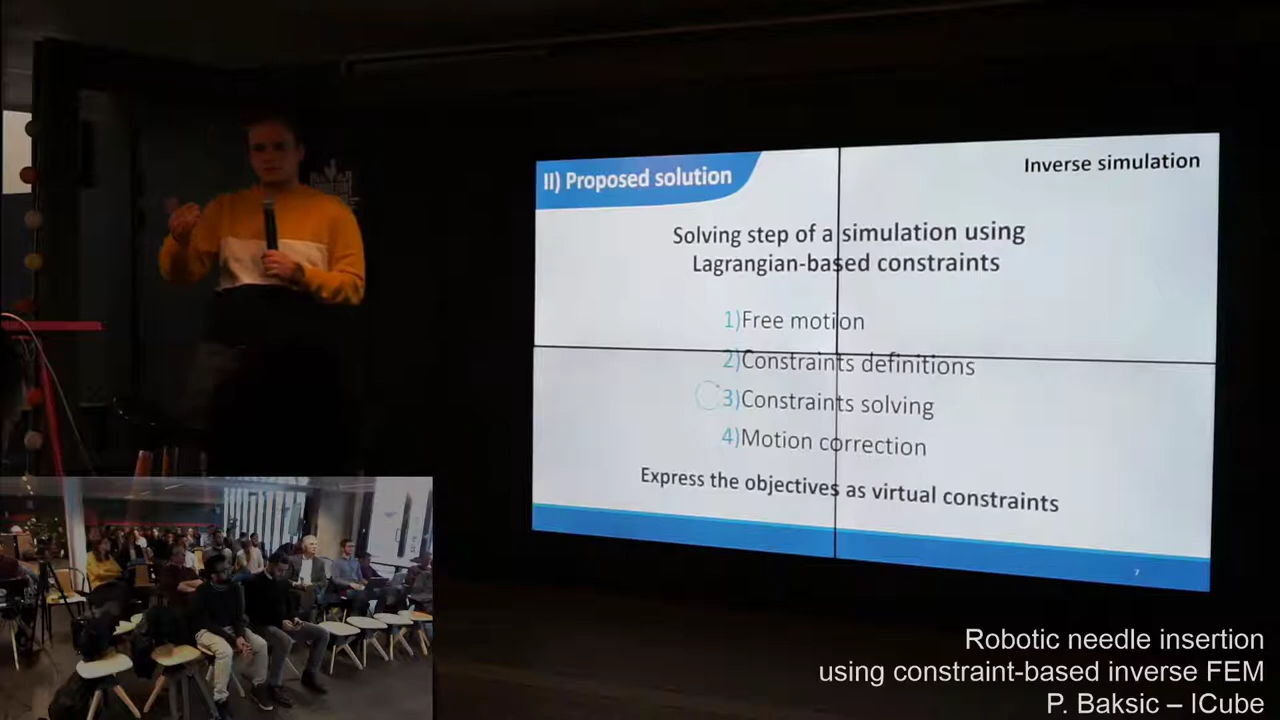 II) Proposed solution
Inverse simulation
Solving step of a simulation using
Lagrangian-based constraints
1)Free motion
2)Constraints definitions
3)Constraints solving
4)Motion correction
Express the objectives as virtual constraints
7
Robotic needle insertion
using constraint-based inverse FEM
P. Baksic – ICube